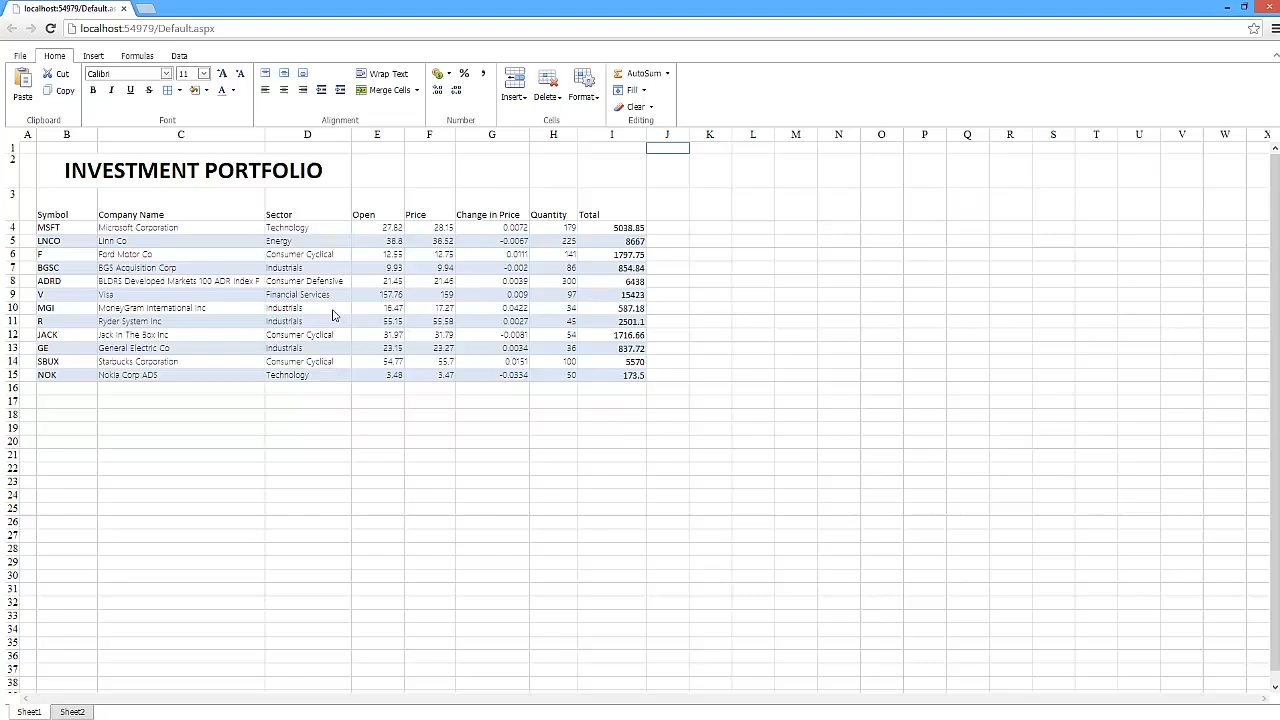 localhost:54979/Default.a
localhost:54979/Default.aspx
File Home Insert Formulas Data
Paste Cut Copy Clipboard
Calibri 11 B I U S A Font
Wrap Text Merge Cells Alignment
% , Number
Insert Delete Format Cells
AutoSum Fill Clear Editing
A B C D E F G H I J K L M N O P Q R S T U V W X
1
2 INVESTMENT PORTFOLIO
3 Symbol Company Name Sector Open Price Change in Price Quantity Total
4 MSFT Microsoft Corporation Technology 27.82 28.15 0.0072 179 5038.85
5 LNCO Linn Co Energy 38.8 38.52 -0.0067 225 8667
6 F Ford Motor Co Consumer Cyclical 12.55 12.75 0.0111 141 1797.75
7 BGSC BGS Acquisition Corp Industrials 9.93 9.94 -0.002 86 854.84
8 ADRD BLDRS Developed Markets 100 ADR Index F Consumer Defensive 21.45 21.46 0.0039 300 6438
9 V Visa Financial Services 157.76 159 0.009 97 15423
10 MGI MoneyGram International Inc Industrials 16.47 17.27 0.0422 34 587.18
11 R Ryder System Inc Industrials 55.15 55.58 0.0027 45 2501.1
12 JACK Jack In The Box Inc Consumer Cyclical 31.97 31.79 -0.0081 54 1716.66
13 GE General Electric Co Industrials 23.15 23.27 0.0034 36 837.72
14 SBUX Starbucks Corporation Consumer Cyclical 54.77 55.7 0.0151 100 5570
15 NOK Nokia Corp ADS Technology 3.48 3.47 -0.0334 50 173.5
16
17
18
19
20
21
22
23
24
25
26
27
28
29
30
31
32
33
34
35
36
37
38
Sheet1 Sheet2